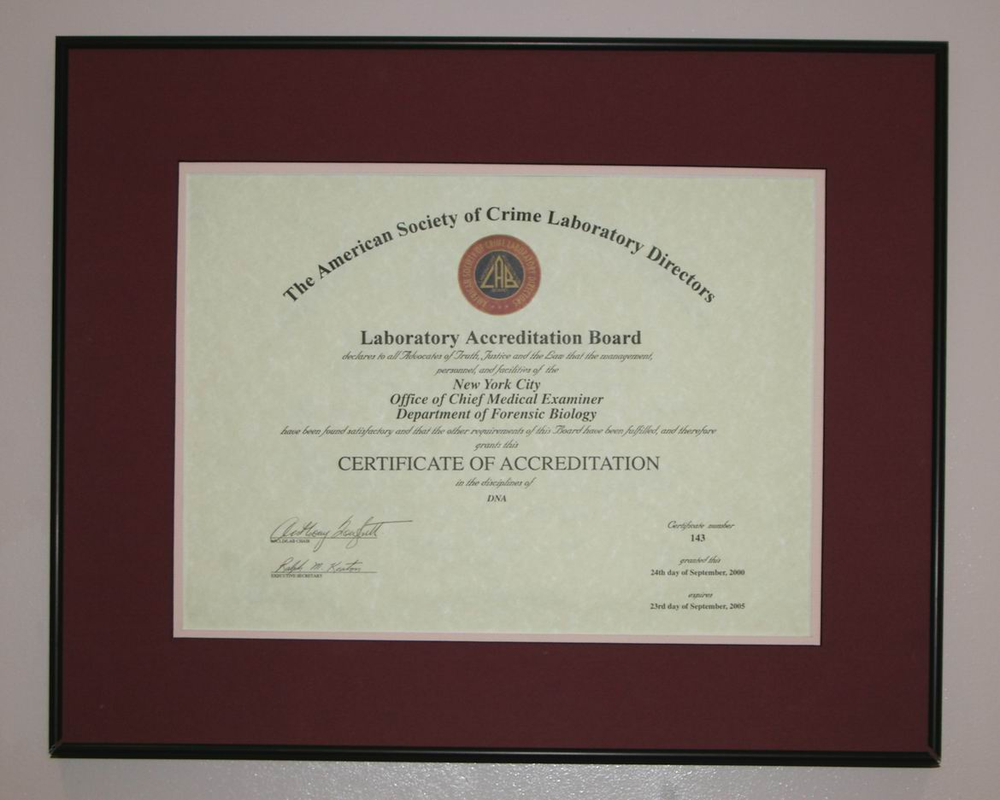 The American Society of Crime Laboratory Directors
AMERICAN SOCIETY OF CRIME LABORATORY DIRECTORS
LAB
Laboratory Accreditation Board
declares to all Advocates of Truth, Justice and the Law that the management,
personnel, and facilities of the
New York City
Office of Chief Medical Examiner
Department of Forensic Biology
have been found satisfactory and that the other requirements of this Board have been fulfilled, and therefore
grants this
CERTIFICATE OF ACCREDITATION
in the disciplines of
DNA
Anthony
CHAIR
Ralph M. Keaton
EXECUTIVE SECRETARY
Certificate number
143
granted this
24th day of September, 2000
expires
23rd day of September, 2005